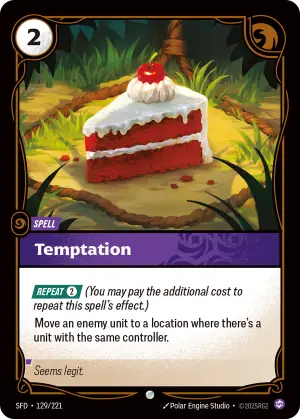 2
SPELL
Temptation
REPEAT 2 (You may pay the additional cost to
repeat this spell's effect.)
Move an enemy unit to a location where there's a
unit with the same controller.
Seems legit.
SFD • 129/221
Polar Engine Studio • ©2025RGI